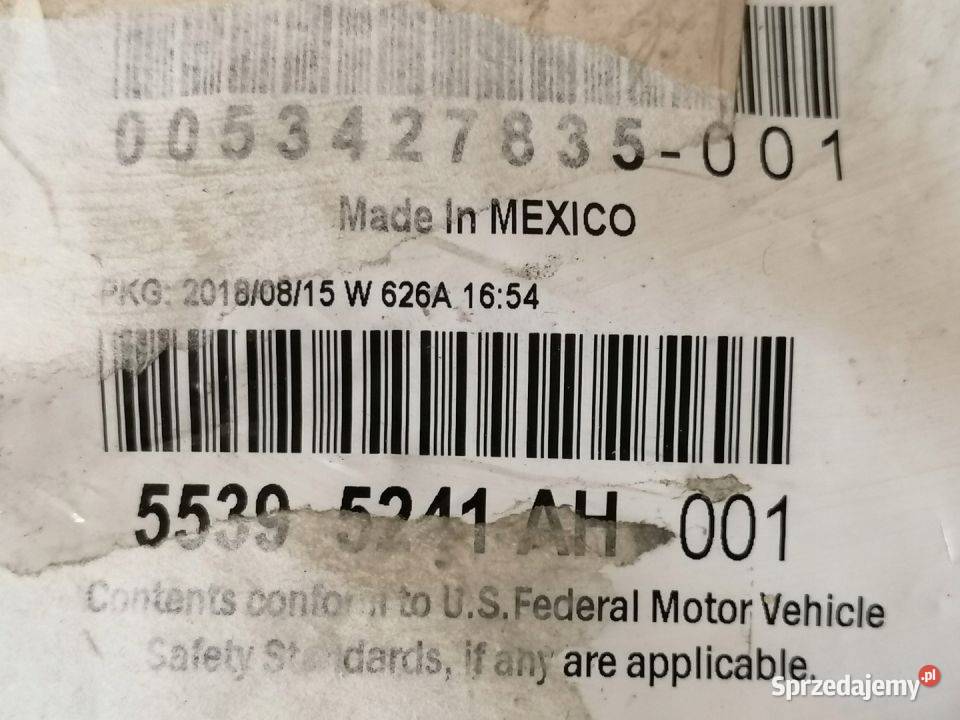 0053427835-001
Made In MEXICO
PKG: 2018/08/15 W 626A 16:54
5539 5241 AH 001
Contents conform to U.S. Federal Motor Vehicle
Safety Standards, if any are applicable.
Sprzedajemy.pl